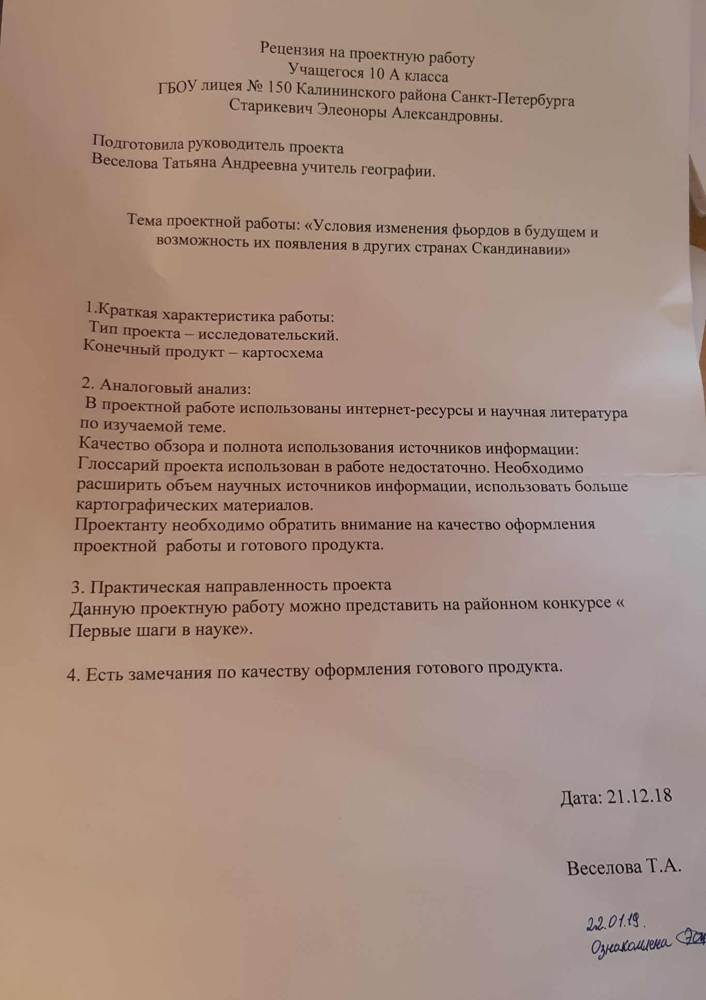 Рецензия на проектную работу
Учащегося 10 А класса
ГБОУ лицея № 150 Калининского района Санкт-Петербурга
Старикевич Элеоноры Александровны.
Подготовила руководитель проекта
Веселова Татьяна Андреевна учитель географии.
Тема проектной работы: «Условия изменения фьордов в будущем и
возможность их появления в других странах Скандинавии»
1.Краткая характеристика работы:
Тип проекта – исследовательский.
Конечный продукт – картосхема
2. Аналоговый анализ:
В проектной работе использованы интернет-ресурсы и научная литература
по изучаемой теме.
Качество обзора и полнота использования источников информации:
Глоссарий проекта использован в работе недостаточно. Необходимо
расширить объем научных источников информации, использовать больше
картографических материалов.
Проектанту необходимо обратить внимание на качество оформления
проектной  работы и готового продукта.
3. Практическая направленность проекта
Данную проектную работу можно представить на районном конкурсе «
Первые шаги в науке».
4. Есть замечания по качеству оформления готового продукта.
Дата: 21.12.18
Веселова Т.А.
22.01.19.
Ознакомлена